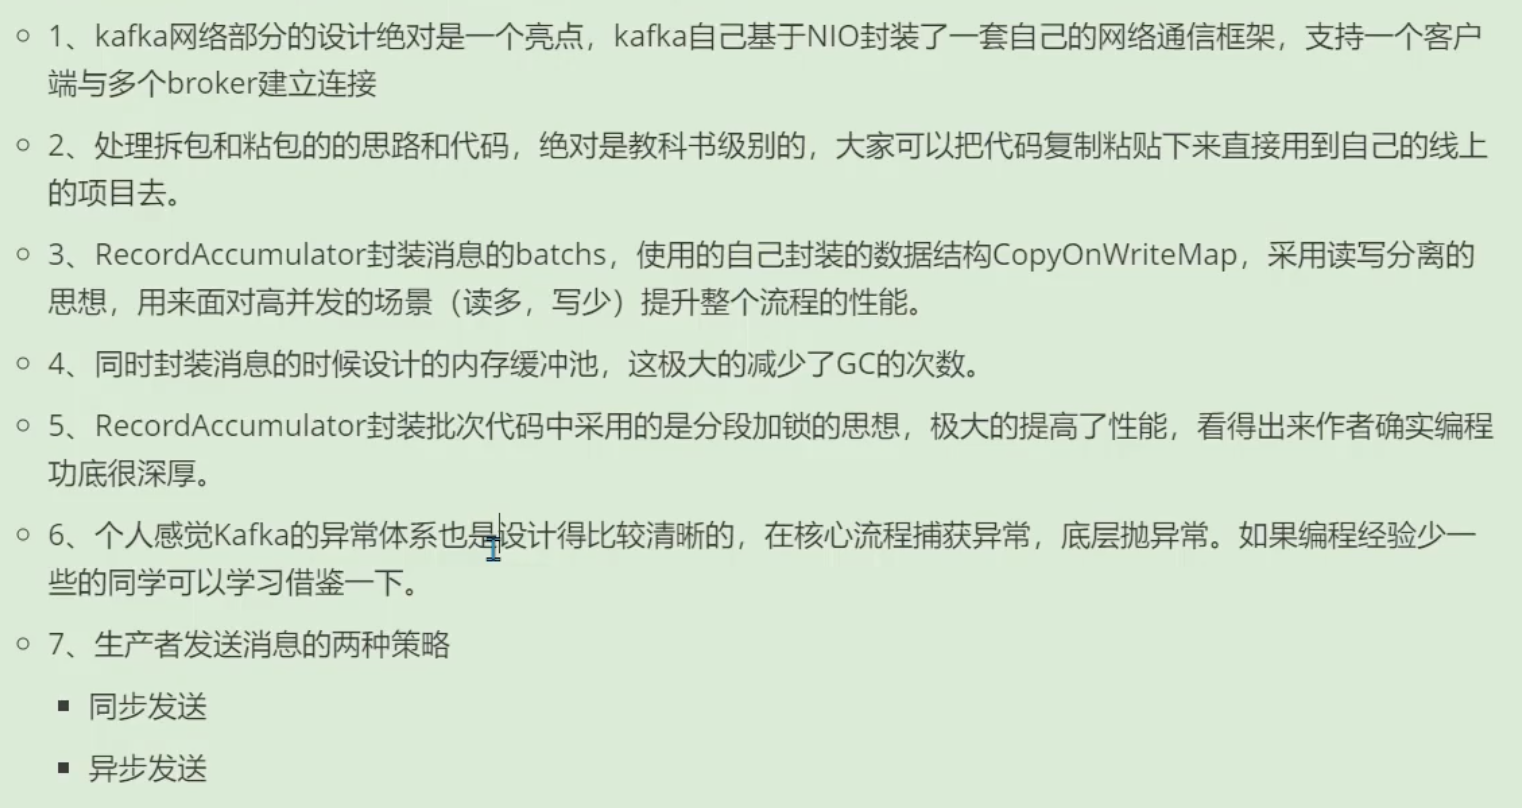 1、kafka网络部分的设计绝对是一个亮点，kafka自己基于NIO封装了一套自己的网络通信框架，支持一个客户
端与多个broker建立连接
2、处理拆包和粘包的的思路和代码，绝对是教科书级别的，大家可以把代码复制粘贴下来直接用到自己的线上
的项目去。
3、RecordAccumulator封装消息的batchs，使用的自己封装的数据结构CopyOnWriteMap，采用读写分离的
思想，用来面对高并发的场景（读多，写少）提升整个流程的性能。
4、同时封装消息的时候设计的内存缓冲池，这极大的减少了GC的次数。
5、RecordAccumulator封装批次代码中采用的是分段加锁的思想，极大的提高了性能，看得出来作者确实编程
功底很深厚。
6、个人感觉Kafka的异常体系也是设计得比较清晰的，在核心流程捕获异常，底层抛异常。如果编程经验少一
些的同学可以学习借鉴一下。
7、生产者发送消息的两种策略
同步发送
异步发送